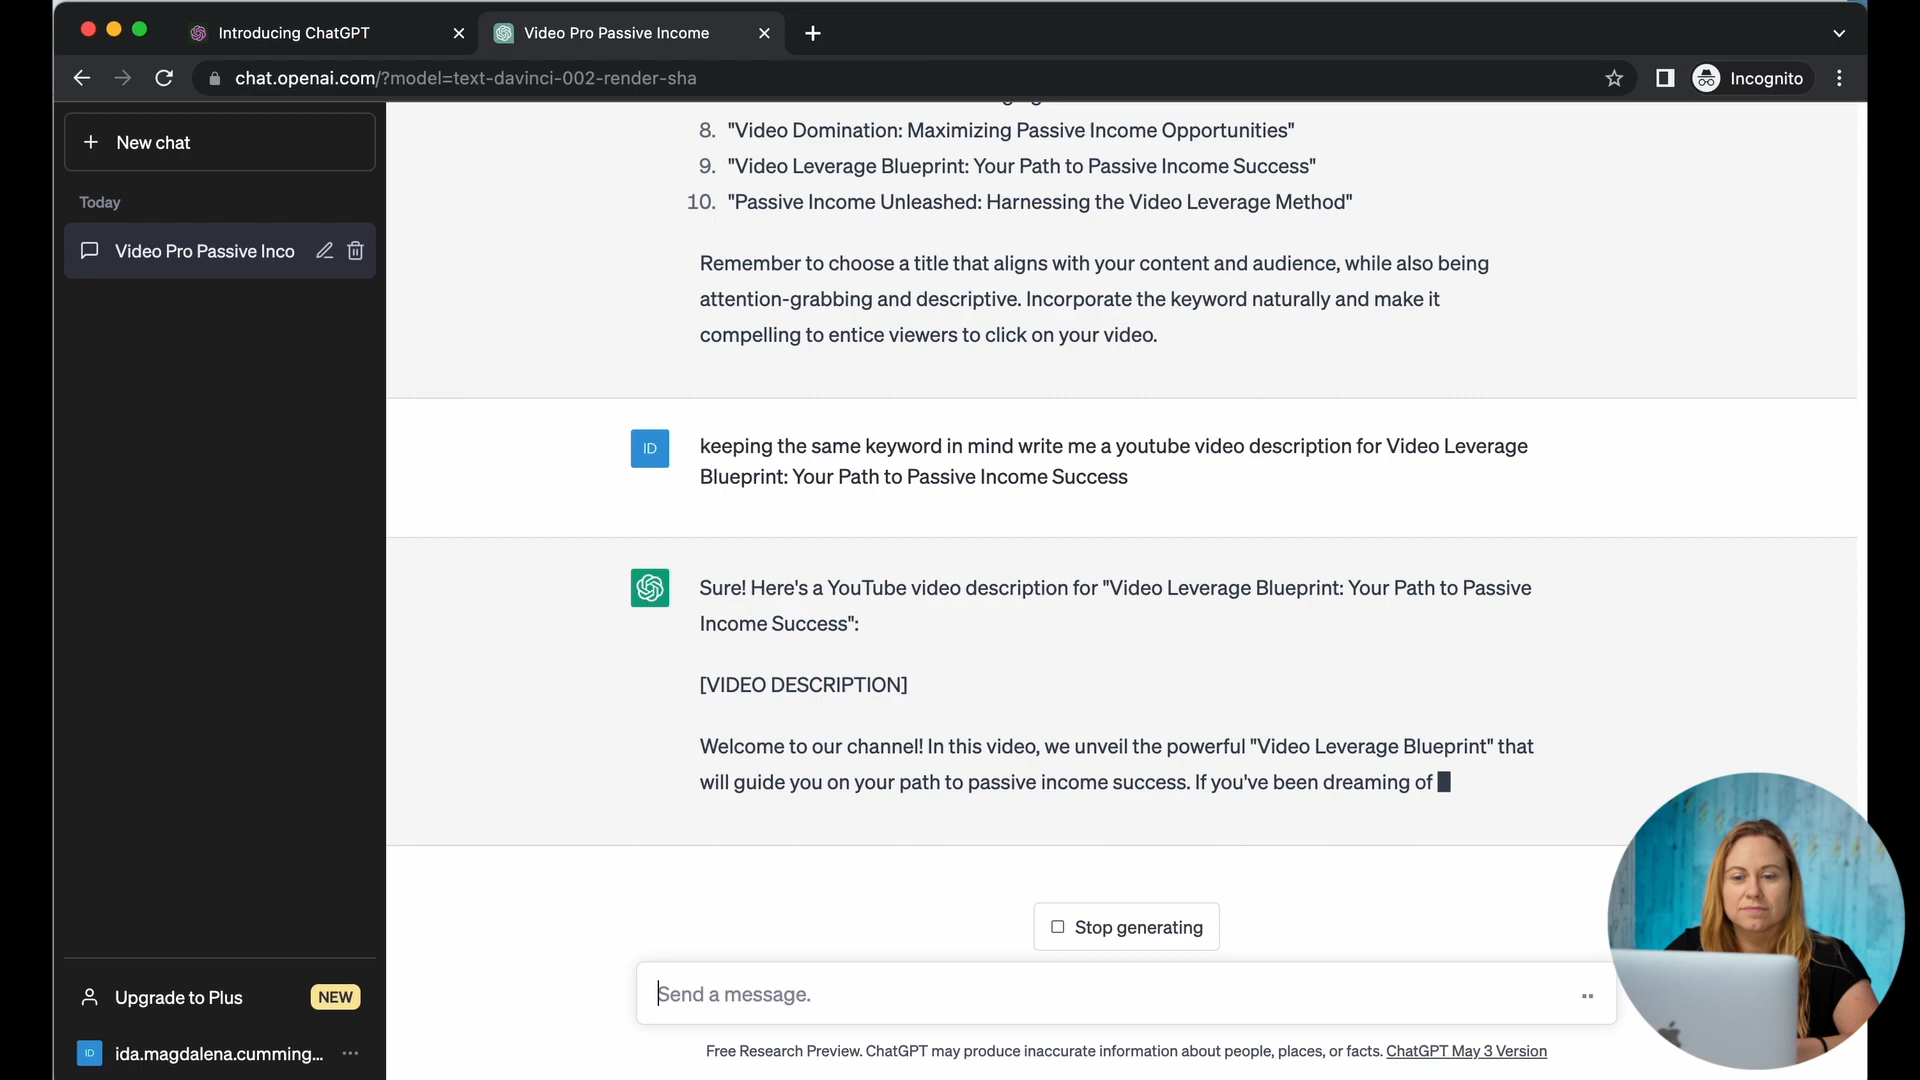 Introducing ChatGPT
Video Pro Passive Income
chat.openai.com/?model=text-davinci-002-render-sha
Incognito
New chat
Today
Video Pro Passive Inco
8. "Video Domination: Maximizing Passive Income Opportunities"
9. "Video Leverage Blueprint: Your Path to Passive Income Success"
10. "Passive Income Unleashed: Harnessing the Video Leverage Method"
Remember to choose a title that aligns with your content and audience, while also being
attention-grabbing and descriptive. Incorporate the keyword naturally and make it
compelling to entice viewers to click on your video.
ID
keeping the same keyword in mind write me a youtube video description for Video Leverage
Blueprint: Your Path to Passive Income Success
Sure! Here's a YouTube video description for "Video Leverage Blueprint: Your Path to Passive
Income Success":
[VIDEO DESCRIPTION]
Welcome to our channel! In this video, we unveil the powerful "Video Leverage Blueprint" that
will guide you on your path to passive income success. If you've been dreaming of
Stop generating
Send a message.
Free Research Preview. ChatGPT may produce inaccurate information about people, places, or facts. ChatGPT May 3 Version
Upgrade to Plus
NEW
ID
ida.magdalena.cumming...